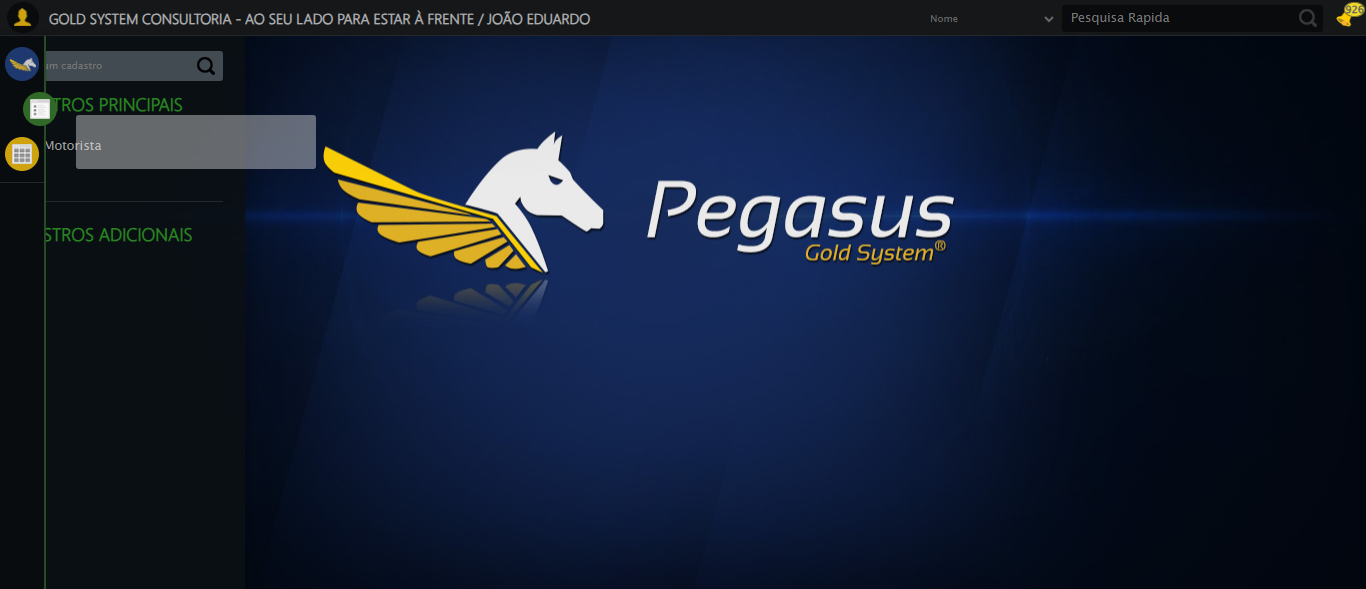 GOLD SYSTEM CONSULTORIA - AO SEU LADO PARA ESTAR À FRENTE / JOÃO EDUARDO
Nome
Pesquisa Rapida
926
um cadastro
TROS PRINCIPAIS
Motorista
STROS ADICIONAIS
Pegasus
Gold System®